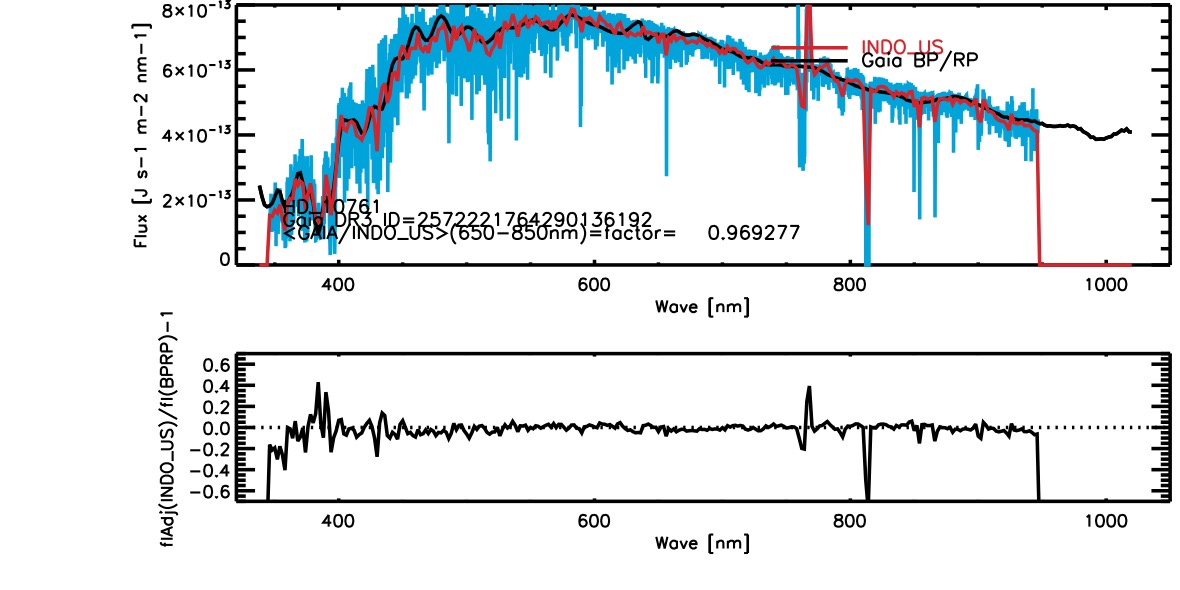 8×10−13
6×10−13
4×10−13
2×10−13
0
Flux [J s−1 m−2 nm−1]
INDO_US
Gaia BP/RP
HD_10761
Gaia DR3 ID=2572221764290136192
<GAIA/INDO_US>(650−850nm)=factor= 0.969277
400 600 800 1000
Wave [nm]
flAdj(INDO_US)/fl(BPRP)−1
0.6
0.4
0.2
0.0
−0.2
−0.4
−0.6
400 600 800 1000
Wave [nm]